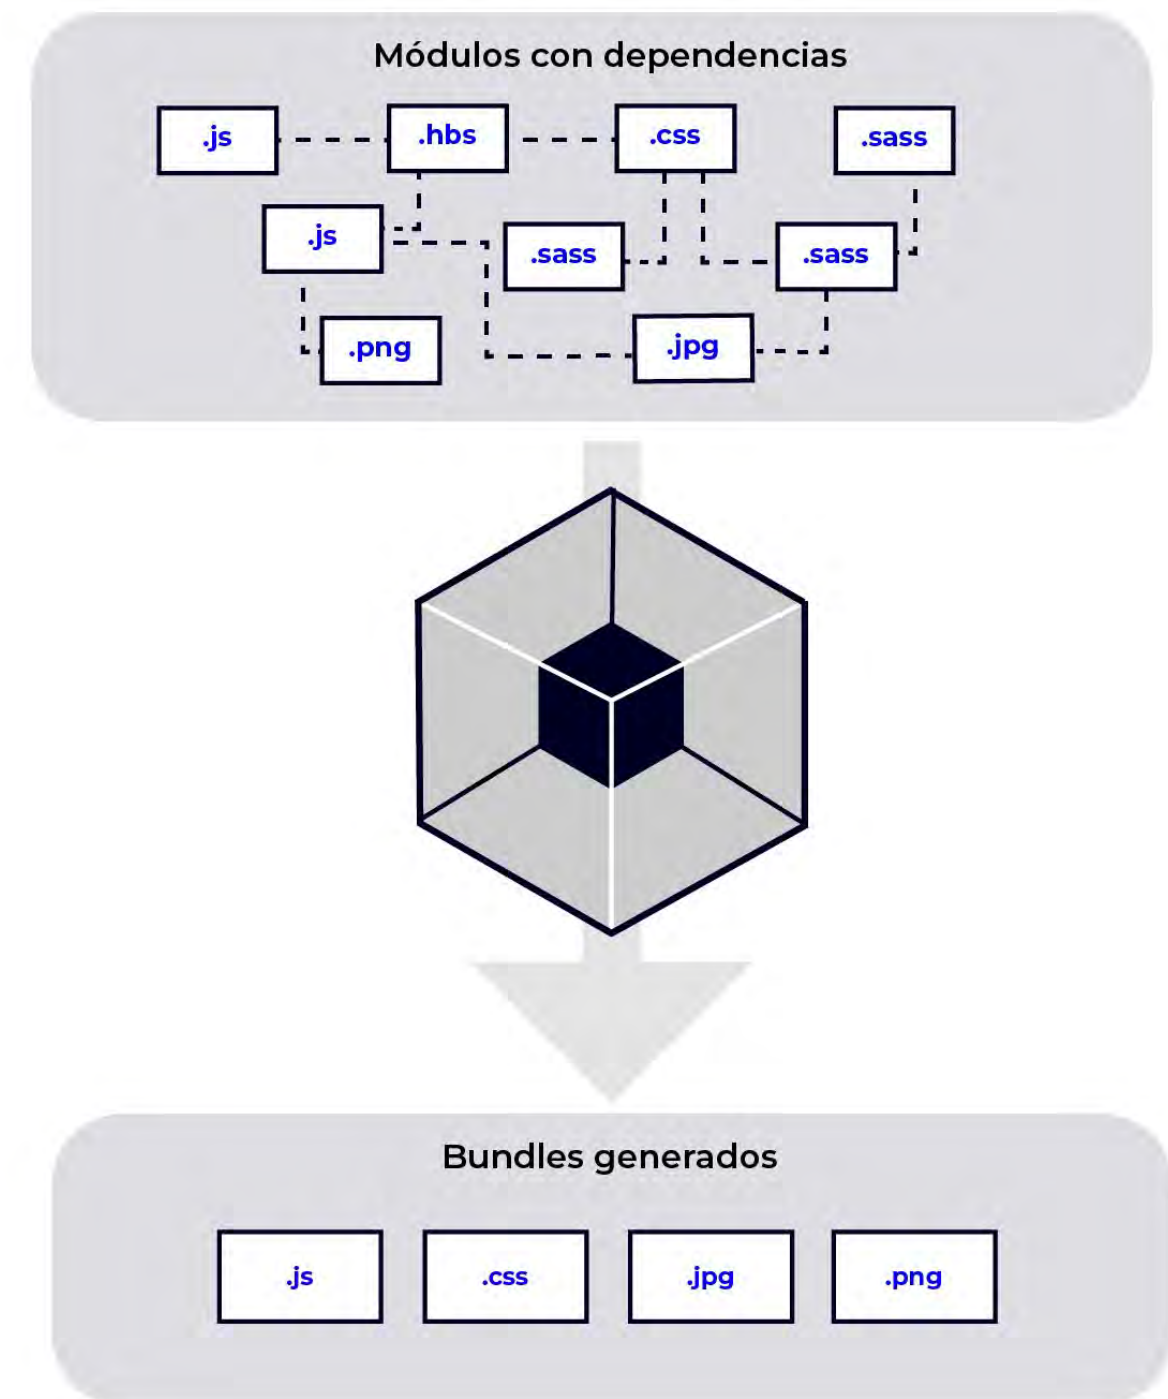 Módulos con dependencias
.js
.hbs
.css
.sass
.js
.sass
.sass
.png
.jpg
Bundles generados
.js
.css
.jpg
.png